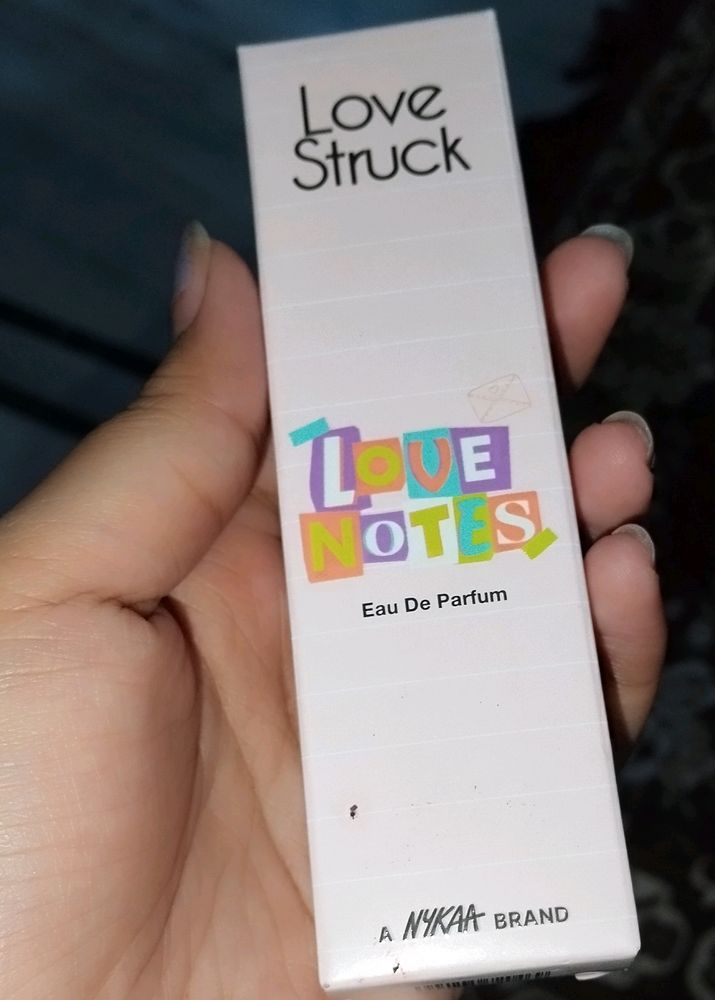 Love
Struck
LOVE
NOTES
Eau De Parfum
A NYKAA BRAND